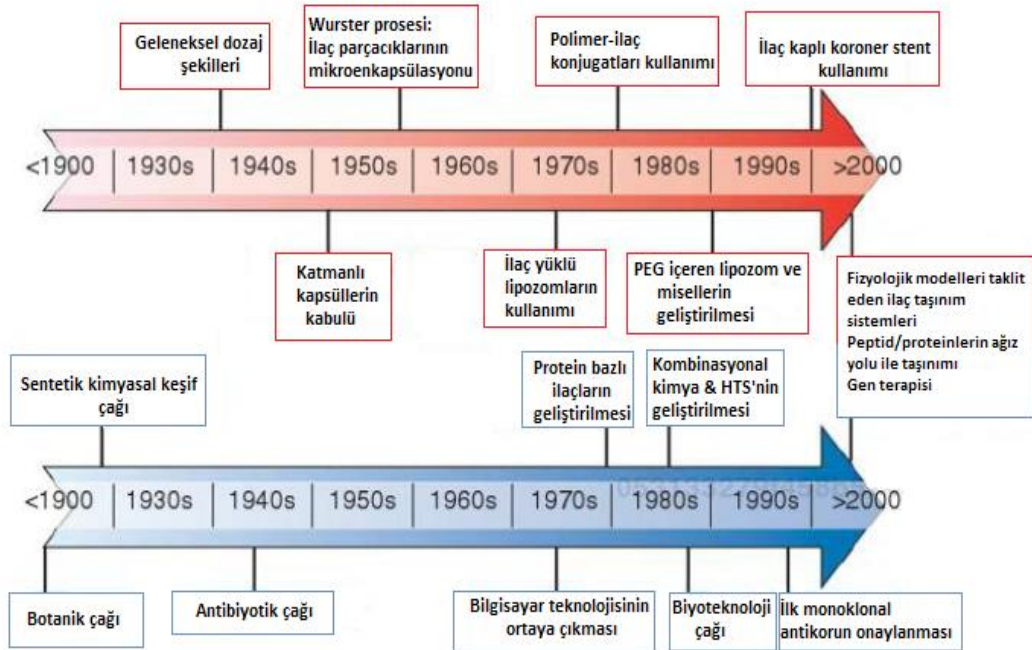 Geleneksel dozaj
şekilleri
Wurster prosesi:
İlaç parçacıklarının
mikroenkapsülasyonu
Polimer-ilaç
konjugatları kullanımı
İlaç kaplı koroner stent
kullanımı
<1900 1930s 1940s 1950s 1960s 1970s 1980s 1990s >2000
Katmanlı
kapsüllerin
kabulü
İlaç yüklü
lipozomların
kullanımı
PEG içeren lipozom ve
misellerin
geliştirilmesi
Fizyolojik modelleri taklit
eden ilaç taşınım
sistemleri
Peptid/proteinlerin ağız
yolu ile taşınımı
Gen terapisi
Sentetik kimyasal keşif
çağı
Protein bazlı
ilaçların
geliştirilmesi
Kombinasyonal
kimya & HTS'nin
geliştirilmesi
<1900 1930s 1940s 1950s 1960s 1970s 1980s 1990s >2000
Botanik çağı
Antibiyotik çağı
Bilgisayar teknolojisinin
ortaya çıkması
Biyoteknoloji
çağı
İlk monoklonal
antikorun onaylanması